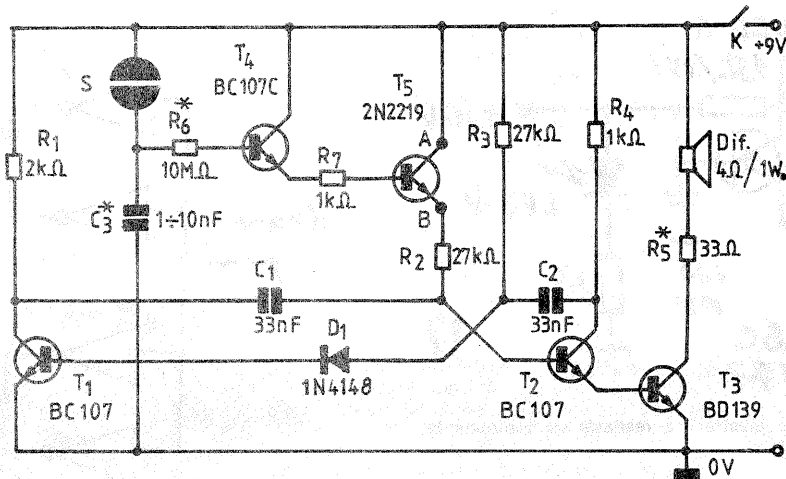 K +9V
S
T4
BC107C
T5
2N2219
R1
2kΩ
R6*
10MΩ
R7
1kΩ
A
B
R3 27kΩ
R4
1kΩ
Dif.
4Ω/1W
C3* 1÷10nF
R2 27kΩ
R5* 33Ω
C1
33nF
C2
33nF
D1
1N4148
T1
BC107
T2
BC107
T3
BD139
0V